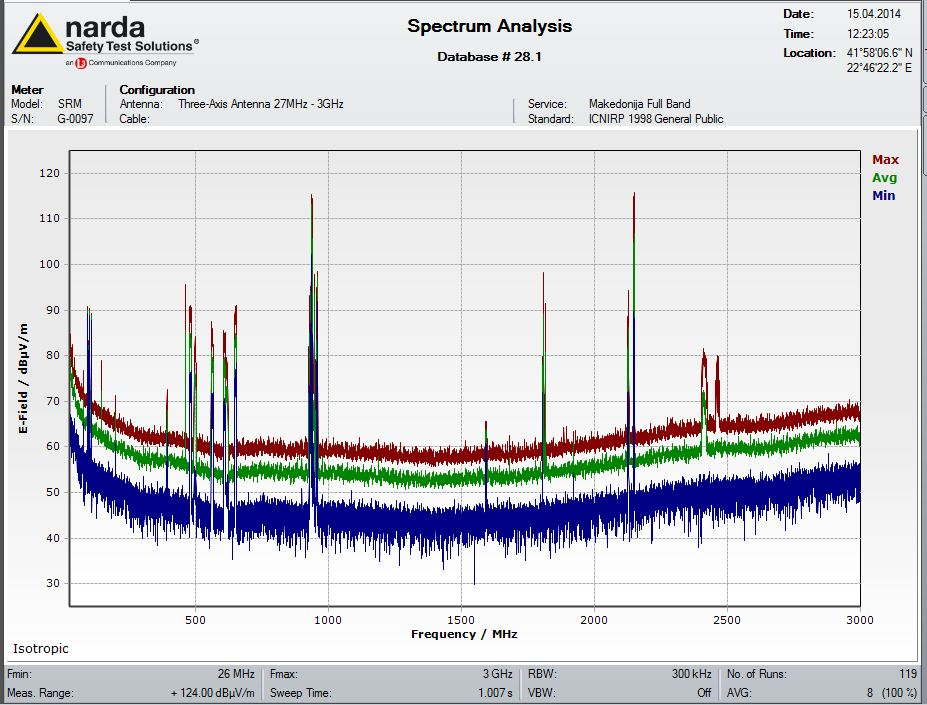 narda
Safety Test Solutions®
an L3 Communications Company
Spectrum Analysis
Database # 28.1
Date: 15.04.2014
Time: 12:23:05
Location: 41°58'06.6" N
22°46'22.2" E
Meter
Model: SRM
S/N: G-0097
Configuration
Antenna: Three-Axis Antenna 27MHz - 3GHz
Cable:
Service: Makedonija Full Band
Standard: ICNIRP 1998 General Public
Max
Avg
Min
E-Field / dBµV/m
120
110
100
90
80
70
60
50
40
30
500 1000 1500 2000 2500 3000
Frequency / MHz
Isotropic
Fmin: 26 MHz Fmax: 3 GHz RBW: 300 kHz No. of Runs: 119
Meas. Range: + 124.00 dBµV/m Sweep Time: 1.007 s VBW: Off AVG: 8 (100 %)